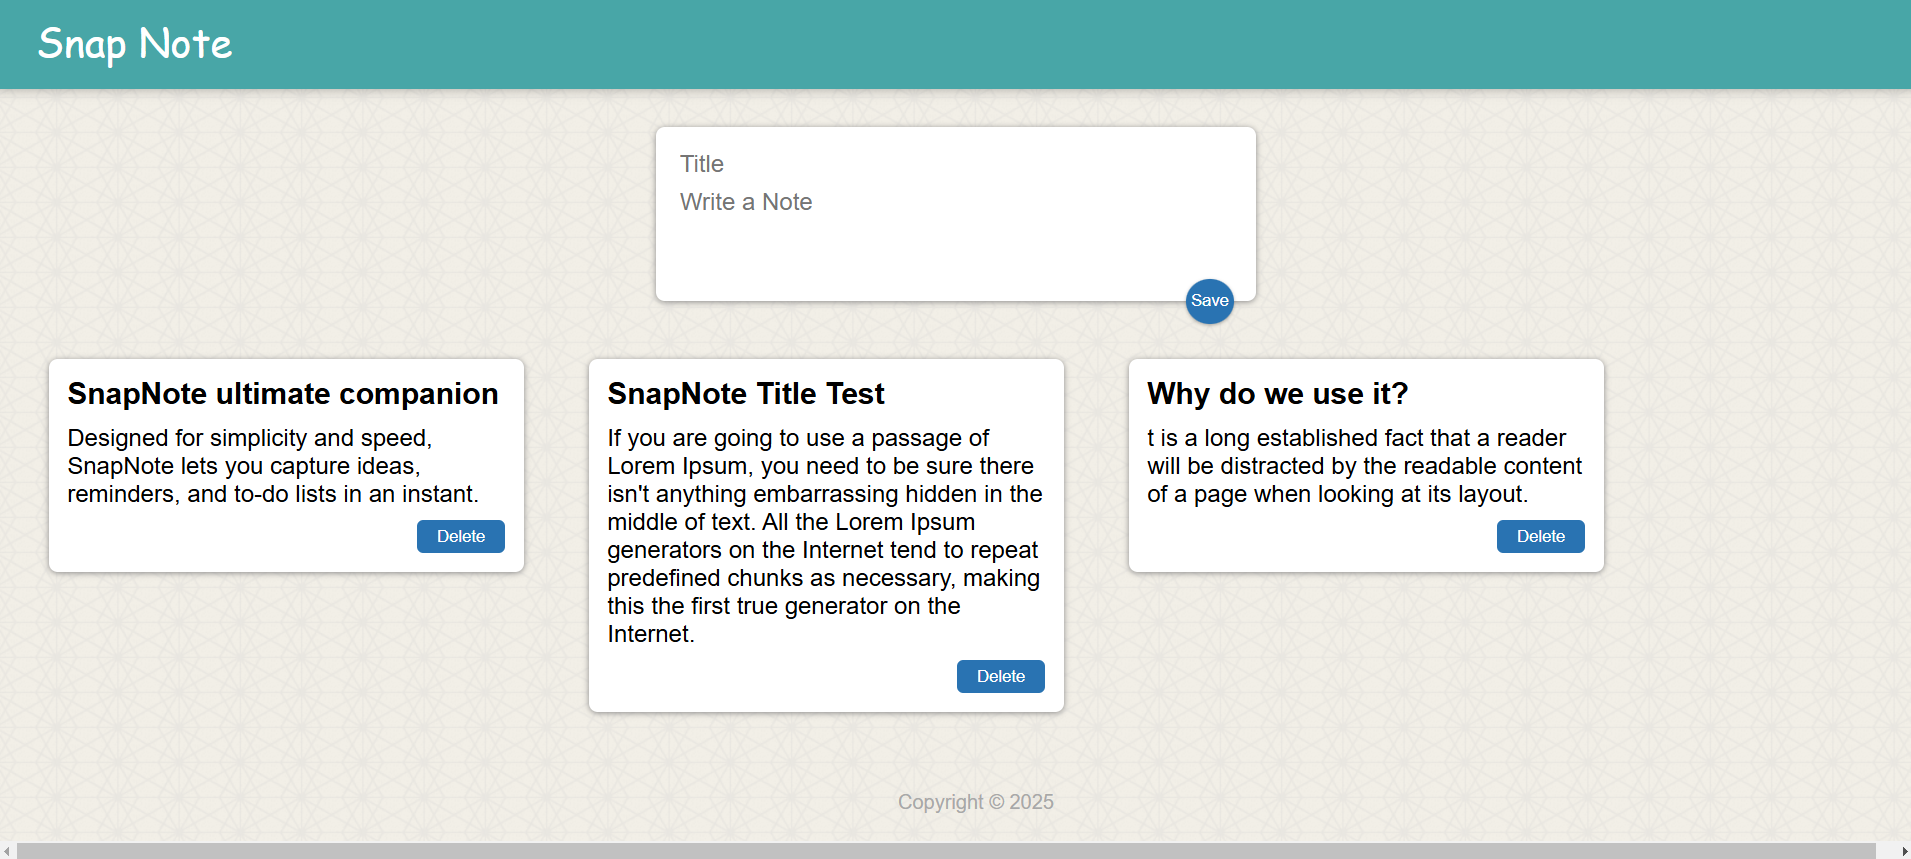 Snap Note
Title
Write a Note
Save
SnapNote ultimate companion
Designed for simplicity and speed,
SnapNote lets you capture ideas,
reminders, and to-do lists in an instant.
Delete
SnapNote Title Test
If you are going to use a passage of
Lorem Ipsum, you need to be sure there
isn't anything embarrassing hidden in the
middle of text. All the Lorem Ipsum
generators on the Internet tend to repeat
predefined chunks as necessary, making
this the first true generator on the
Internet.
Delete
Why do we use it?
t is a long established fact that a reader
will be distracted by the readable content
of a page when looking at its layout.
Delete
Copyright © 2025